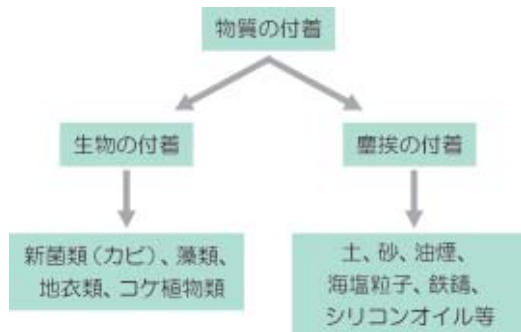 物質の付着
生物の付着
塵挨の付着
新菌類（カビ）、藻類、
地衣類、コケ植物類
土、砂、油煙、
海塩粒子、鉄錆、
シリコンオイル等